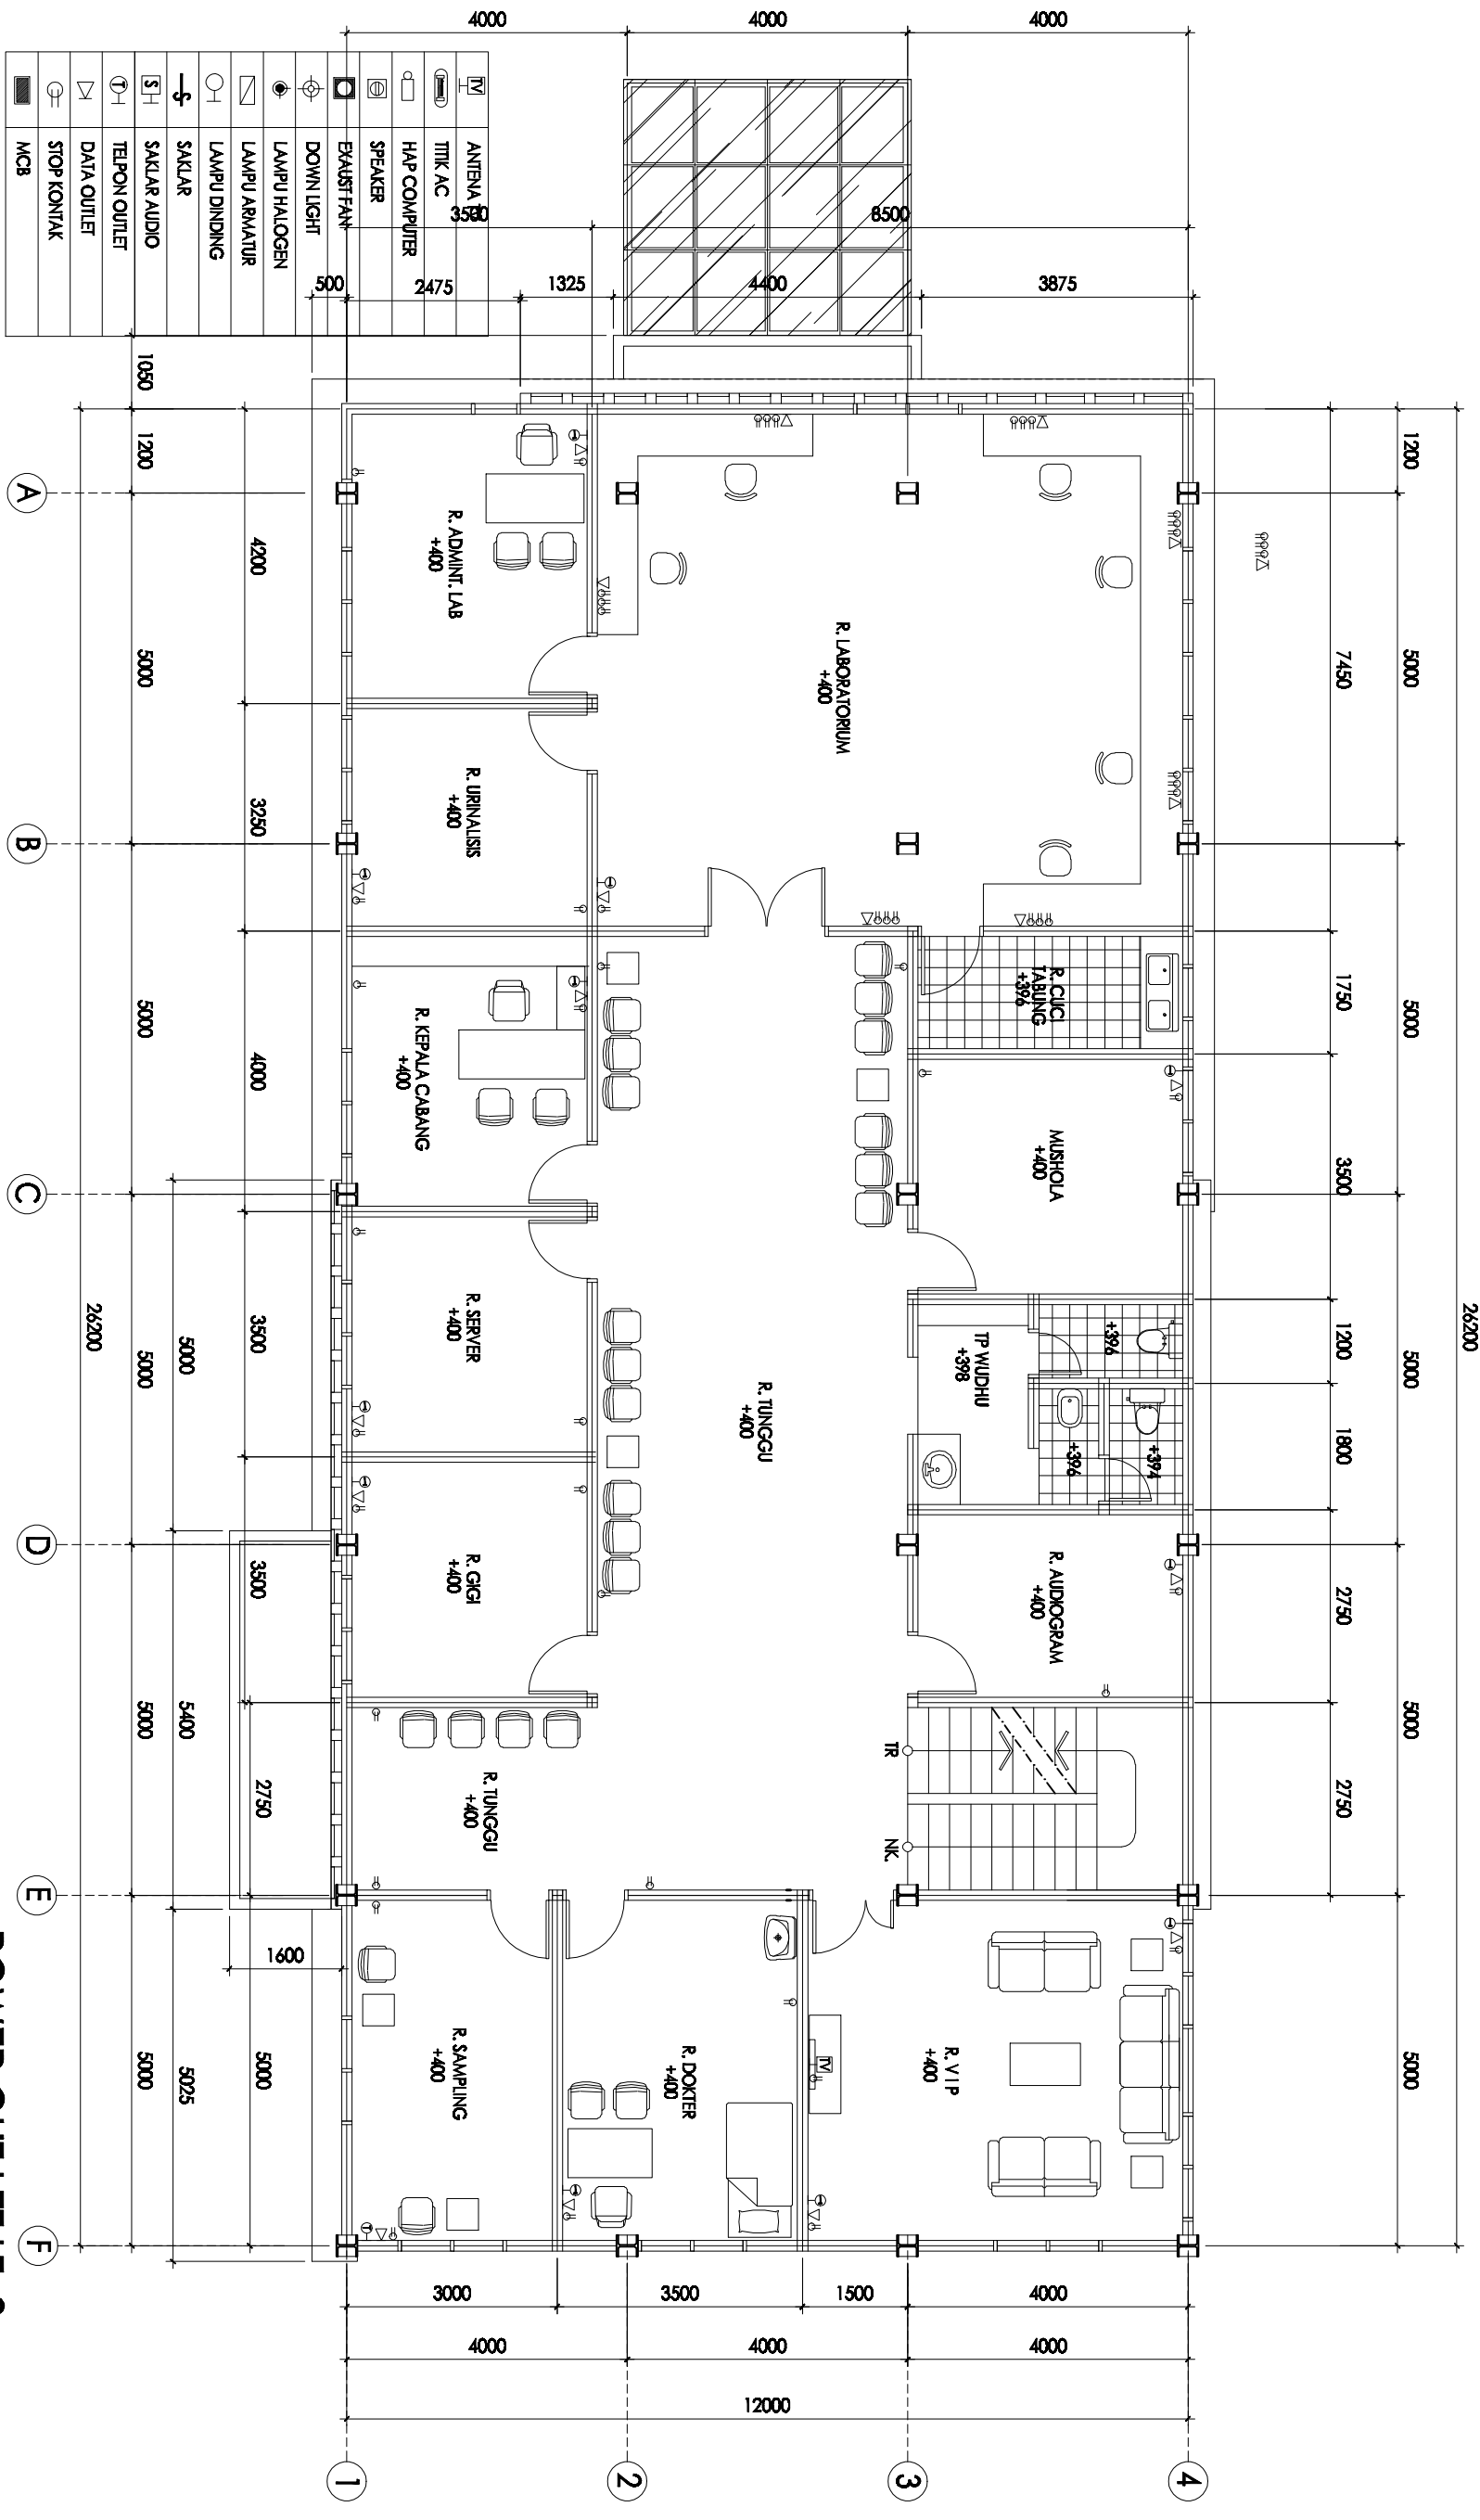 26200
1200
5000
5000
5000
5000
5000
7450
1750
3500
1200
1800
2750
2750
R. LABORATORIUM
+400
R. CUCI
TABUNG
+396
MUSHOLA
+400
TP WUDHU
+398
+396
+396
+394
R. AUDIOGRAM
+400
TR
NK.
R. V I P
+400
TV
R. TUNGGU
+400
R. ADMINT. LAB
+400
R. URINALISIS
+400
R. KEPALA CABANG
+400
R. SERVER
+400
R. GIGI
+400
R. TUNGGU
+400
R. DOKTER
+400
R. SAMPLING
+400
4000
4000
4000
8500
3500
3875
4400
1325
2475
500
4000
1500
3500
3000
4000
4000
4000
12000
4
3
2
1
4200
3250
4000
3500
3500
2750
5000
1600
5000
5400
5025
1050
1200
5000
5000
5000
5000
5000
26200
A
B
C
D
E
F
TV ANTENA
TITIK AC
HAP COMPUTER
SPEAKER
EXAUST FAN
DOWN LIGHT
LAMPU HALOGEN
LAMPU ARMATUR
LAMPU DINDING
S SAKLAR
S SAKLAR AUDIO
T TELPON OUTLET
DATA OUTLET
STOP KONTAK
MCB